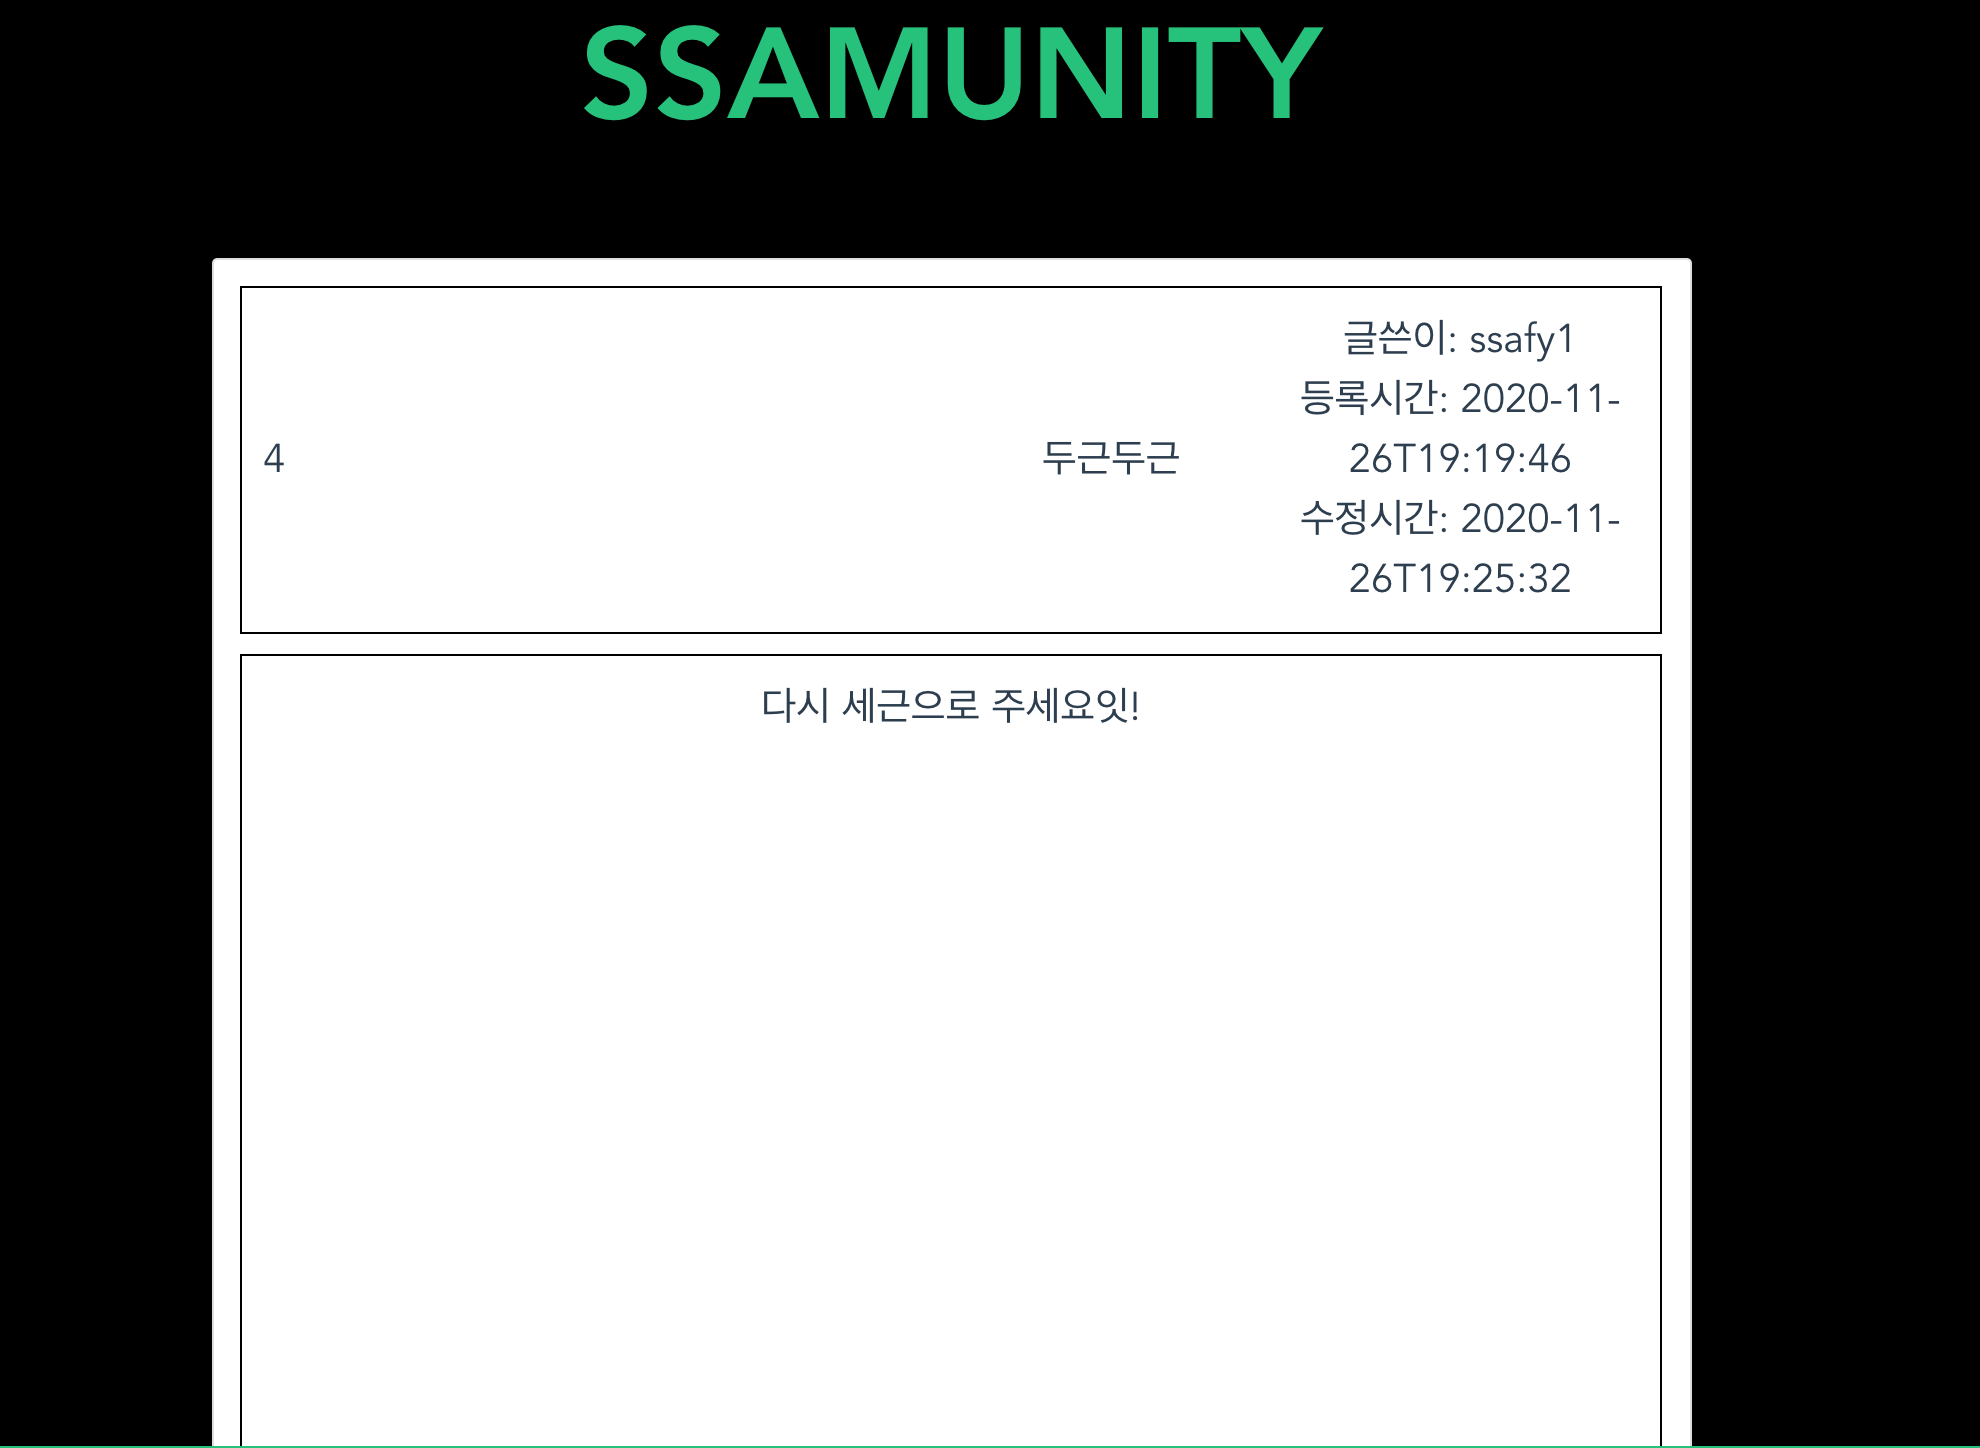 SSAMUNITY
4
두근두근
글쓴이: ssafy1
등록시간: 2020-11-
26T19:19:46
수정시간: 2020-11-
26T19:25:32
다시 세근으로 주세요잇!